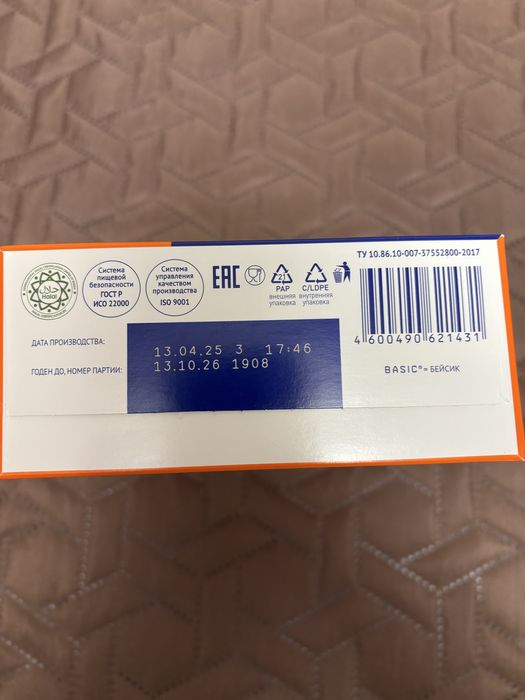 ТУ 10.86.10-007-37552800-2017
Halal
Система
пищевой
безопасности
ГОСТ Р
ИСО 22000
Система
управления
качеством
производства
ISO 9001
EAC
21
PAP
внешняя
упаковка
C/LDPE
внутренняя
упаковка
4 600490 621431
ДАТА ПРОИЗВОДСТВА:
13.04.25 3 17:46
ГОДЕН ДО, НОМЕР ПАРТИИ:
13.10.26 1908
BASIC®= БЕЙСИК